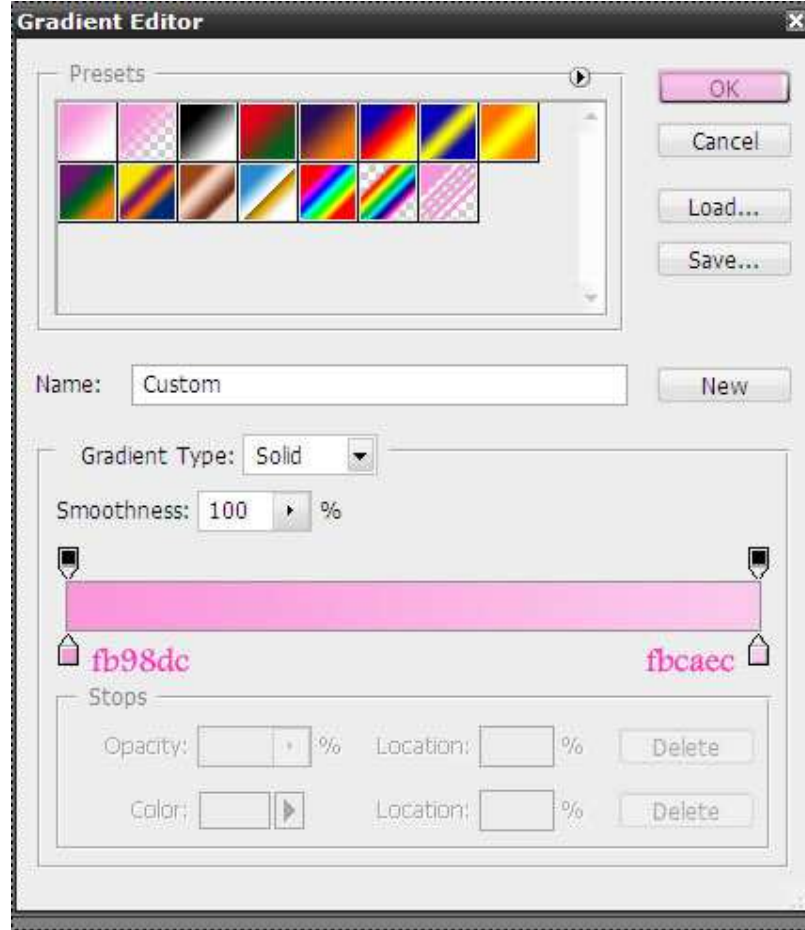 Gradient Editor
Presets
OK
Cancel
Load...
Save...
Name: Custom
New
Gradient Type: Solid
Smoothness: 100 %
fb98dc fbcaec
Stops
Opacity: % Location: % Delete
Color: Location: % Delete